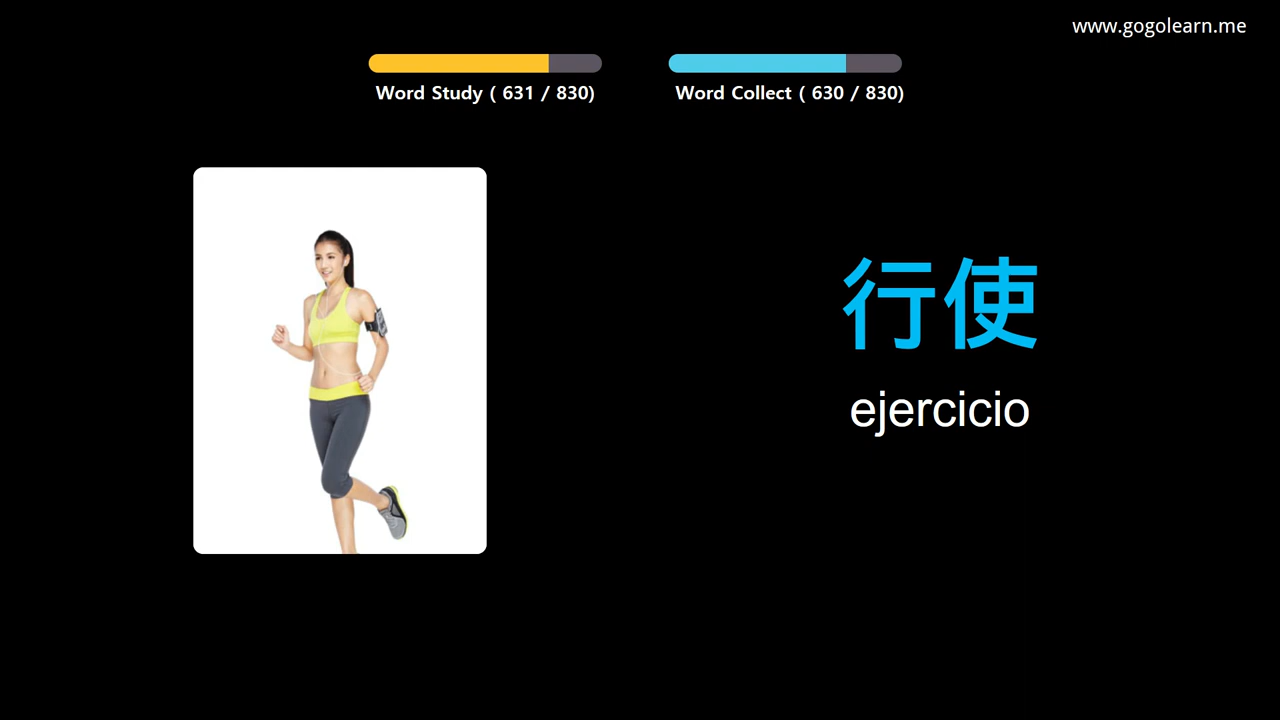 www.gogolearn.me
Word Study ( 631 / 830)
Word Collect ( 630 / 830)
行使
ejercicio